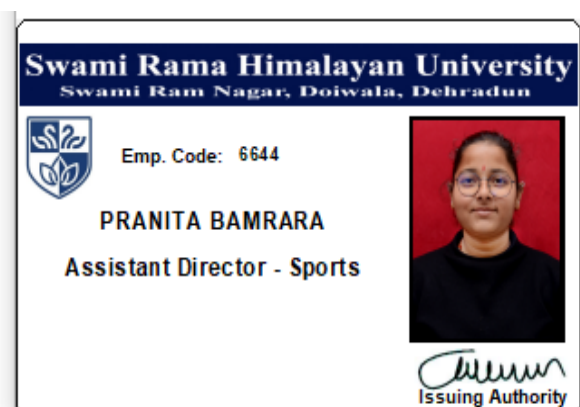 Swami Rama Himalayan University
Swami Ram Nagar, Doiwala, Dehradun
Emp. Code: 6644
PRANITA BAMRARA
Assistant Director - Sports
Issuing Authority